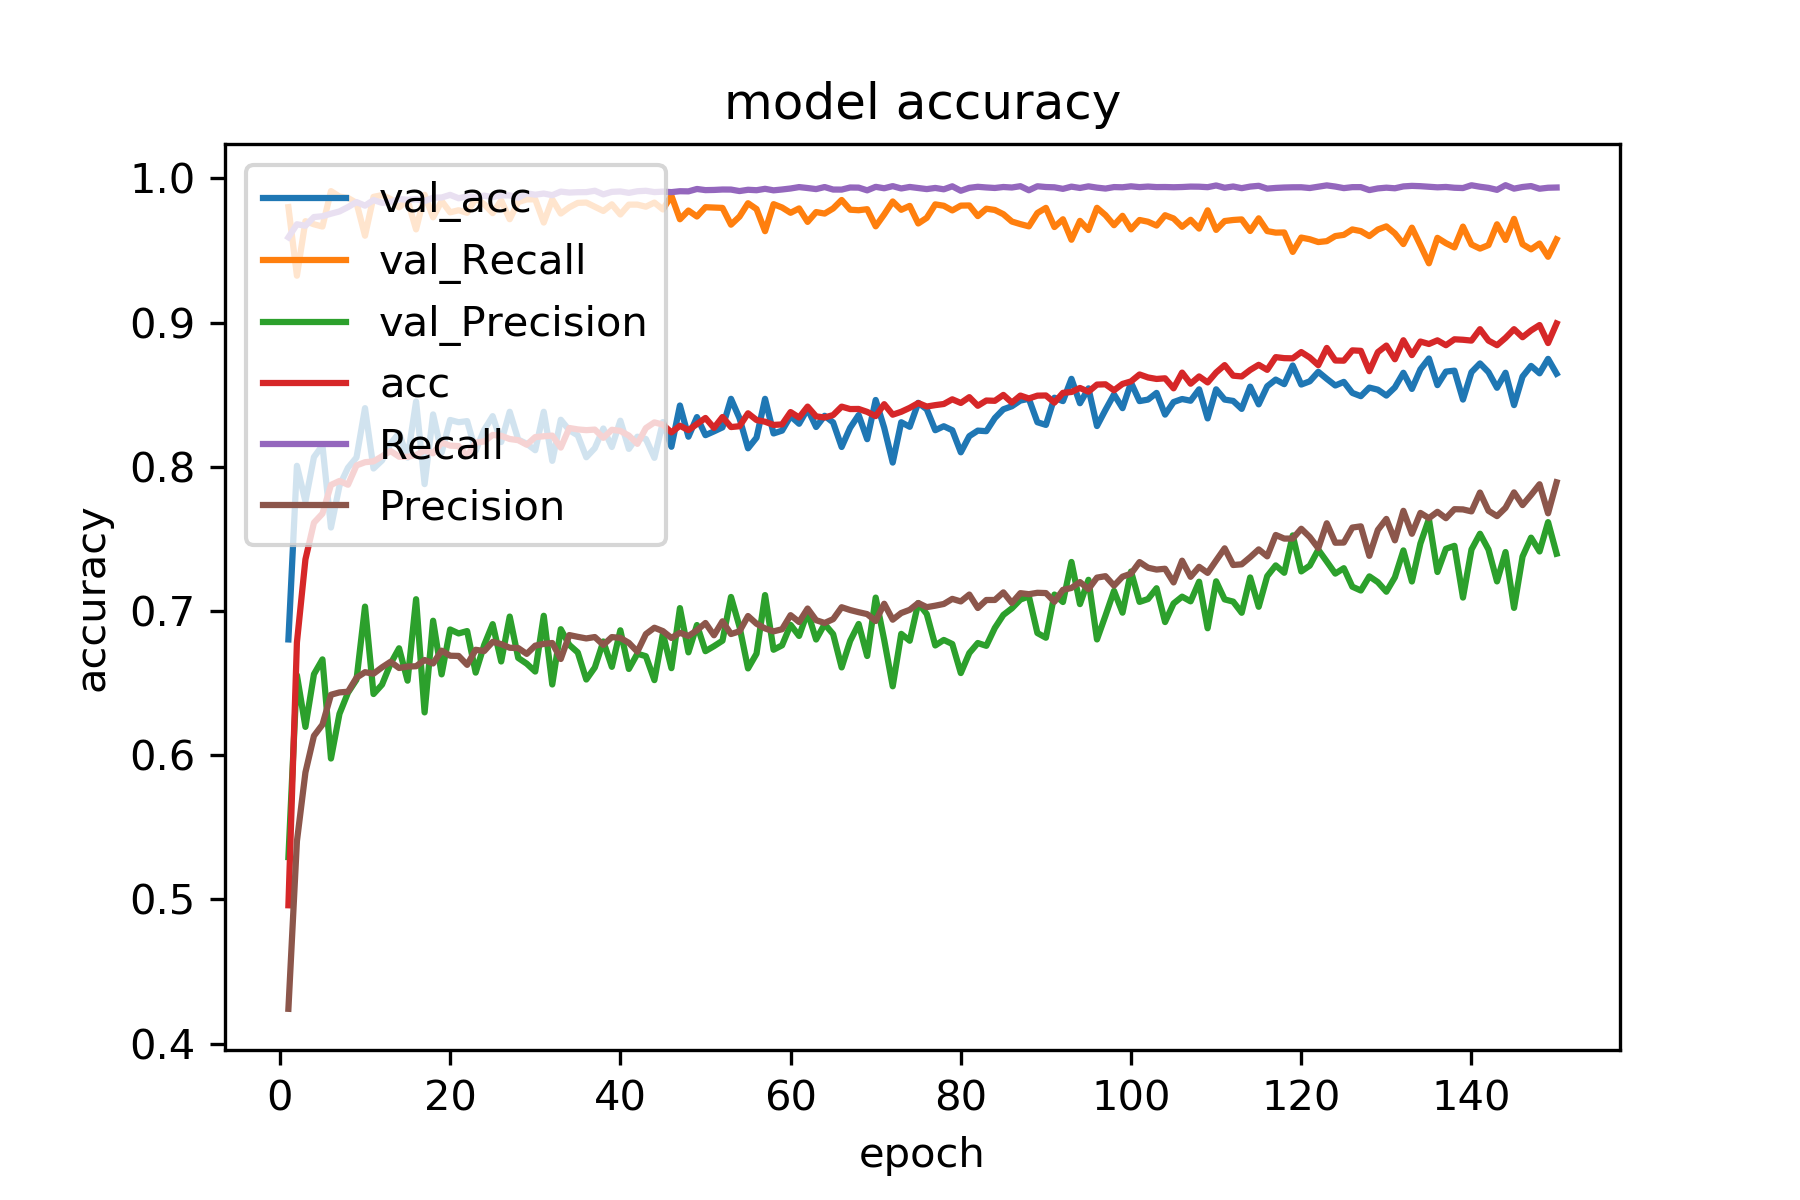 model accuracy
1.0
0.9
0.8
0.7
0.6
0.5
0.4
accuracy
val_acc
val_Recall
val_Precision
acc
Recall
Precision
0 20 40 60 80 100 120 140
epoch